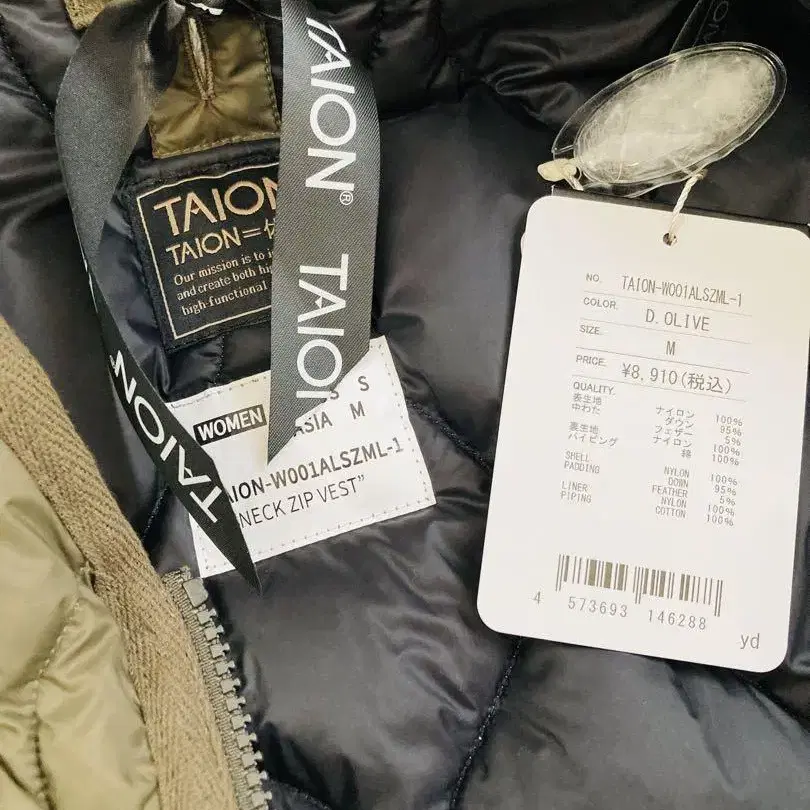 TAION®
TAION
TAION®
TAION
TAION
TAION=
Our mission is to
and create both
high-functional
WOMEN
S S
ASIA M
TAION-W001ALSZML-1
NECK ZIP VEST”
NO. TAION-W001ALSZML-1
COLOR. D.OLIVE
SIZE. M
PRICE. ¥8,910(税込)
QUALITY.
表生地 ナイロン 100%
中わた ダウン 95%
フェザー 5%
裏生地 ナイロン 100%
パイピング 綿 100%
SHELL NYLON 100%
PADDING DOWN 95%
FEATHER 5%
LINER NYLON 100%
PIPING COTTON 100%
4 573693 146288
yd